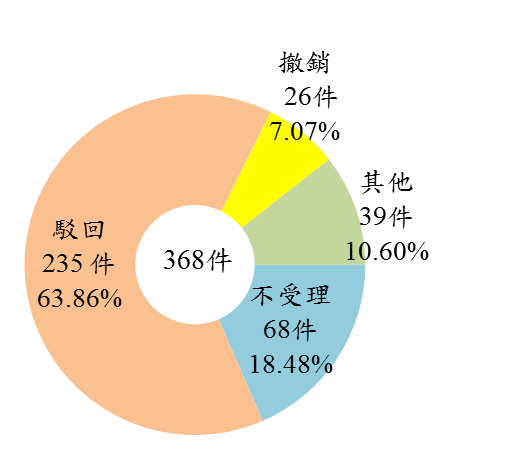 撤銷
26件
7.07%
其他
39件
10.60%
駁回
235 件
63.86%
368件
不受理
68件
18.48%